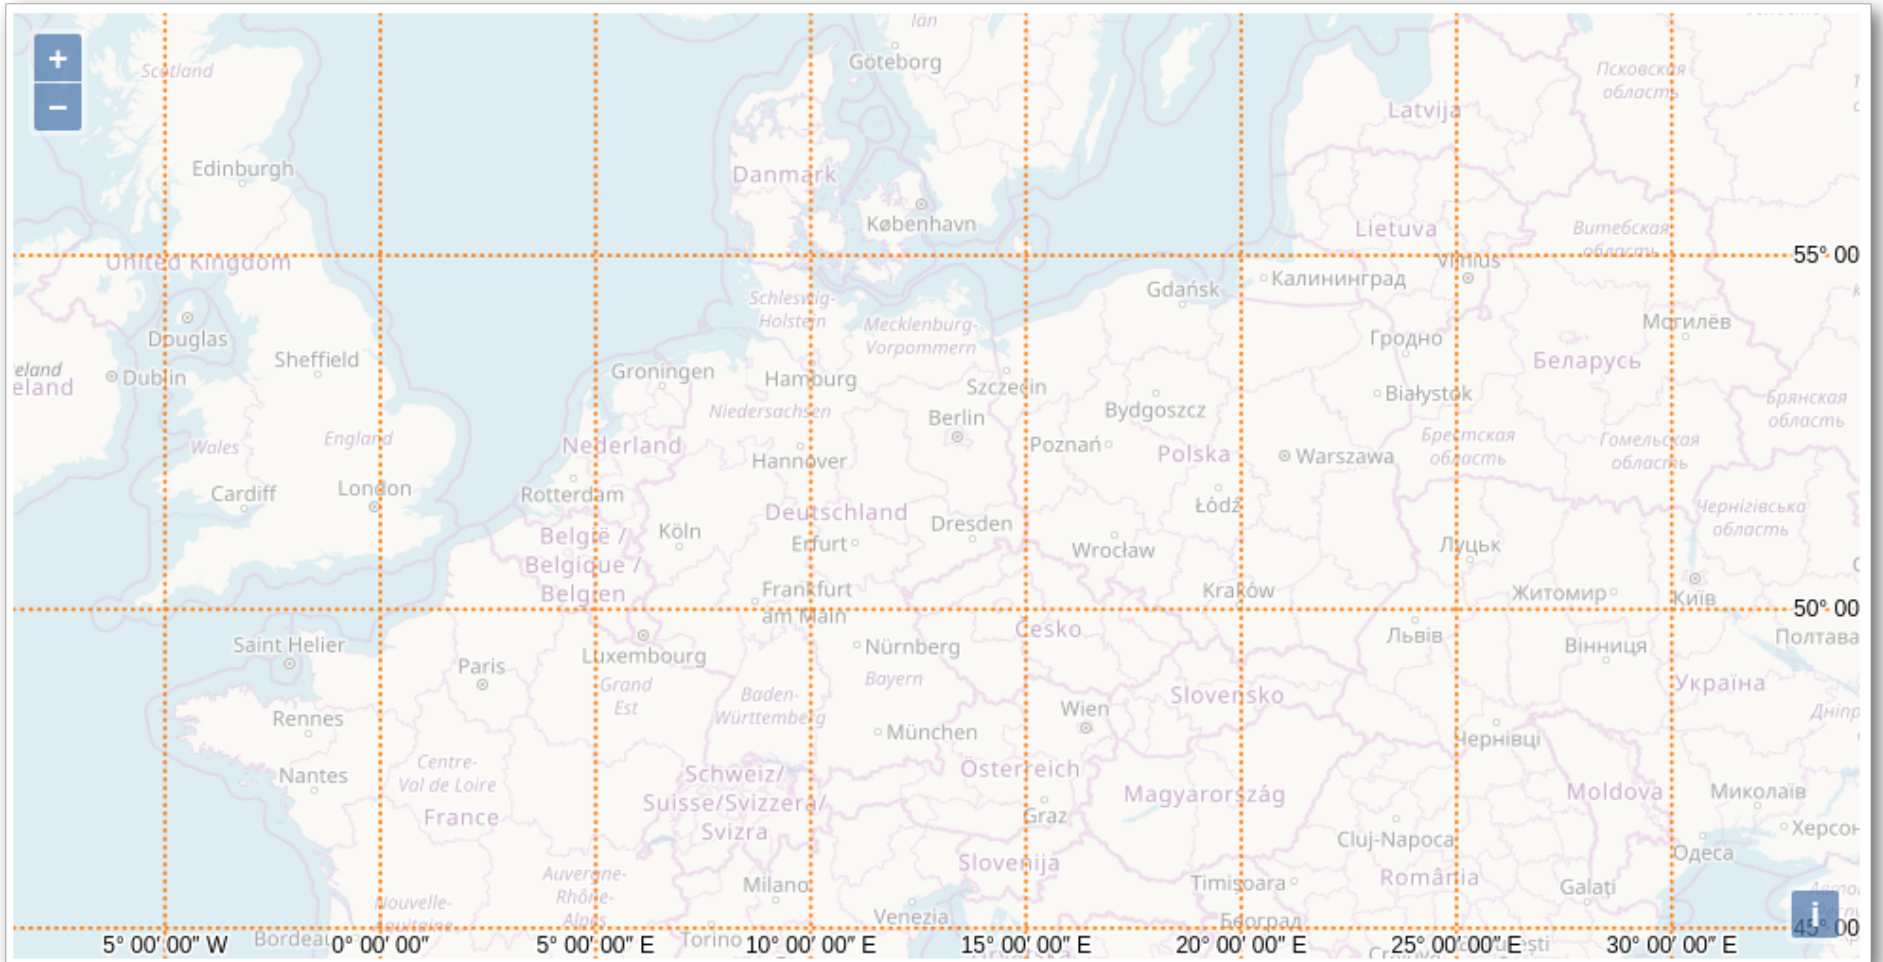 län
+
Scotland
Göteborg
Псковская
область
−
Latvija
Edinburgh
Danmark
København
Lietuva
Витебская
область
55° 00
United Kingdom
Vilnius
Gdańsk
Калининград
Schleswig-
Holstein
Mecklenburg-
Vorpommern
Могилёв
Douglas
Гродно
Sheffield
Беларусь
eland
eland
Dublin
Groningen
Hamburg
Szczecin
Białystok
Niedersachsen
Bydgoszcz
Брянская
область
Berlin
Wales
England
Nederland
Poznań
Polska
Брестская
область
Гомельская
область
Hannover
Warszawa
Cardiff
London
Rotterdam
Łódź
Чернігівська
область
Deutschland
België /
Belgique /
Belgien
Köln
Dresden
Erfurt
Wrocław
Луцьк
Frankfurt
am Main
Kraków
Житомир
Київ
50° 00
Česko
Львів
Полтава
Saint Helier
Nürnberg
Вінниця
Luxembourg
Paris
Bayern
Grand
Est
Baden-
Württemberg
Slovensko
Україна
Rennes
Wien
Дніпр
München
Чернівці
Centre-
Val de Loire
Nantes
Schweiz/
Suisse/Svizzera/
Svizra
Österreich
Magyarország
Moldova
Миколаїв
France
Graz
Херсон
Cluj-Napoca
Одеса
Slovenija
Auvergne-
Rhône-
Alpes
Milano
Timișoara
România
Galați
Nouvelle-
Venezia
Београд
i
45° 00
5° 00′ 00″ W
Bordeau
0° 00′ 00″
5° 00′ 00″ E
Torino
10° 00′ 00″ E
15° 00′ 00″ E
20° 00′ 00″ E
25° 00′ 00″ E
30° 00′ 00″ E